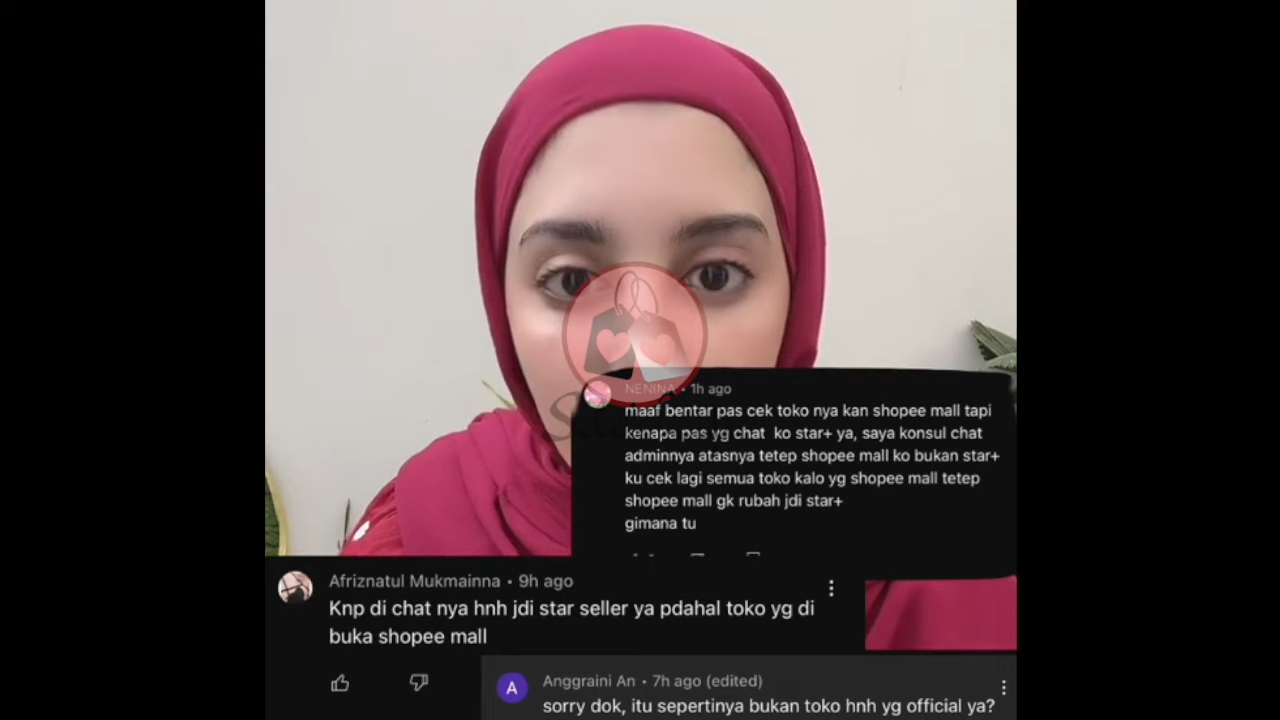 NENINA • 1h ago
maaf bentar pas cek toko nya kan shopee mall tapi
kenapa pas yg chat ko star+ ya, saya konsul chat
adminnya atasnya tetep shopee mall ko bukan star+
ku cek lagi semua toko kalo yg shopee mall tetep
shopee mall gk rubah jdi star+
gimana tu
Afriznatul Mukmainna • 9h ago
Knp di chat nya hnh jdi star seller ya pdahal toko yg di
buka shopee mall
A
Anggraini An • 7h ago (edited)
sorry dok, itu sepertinya bukan toko hnh yg official ya?